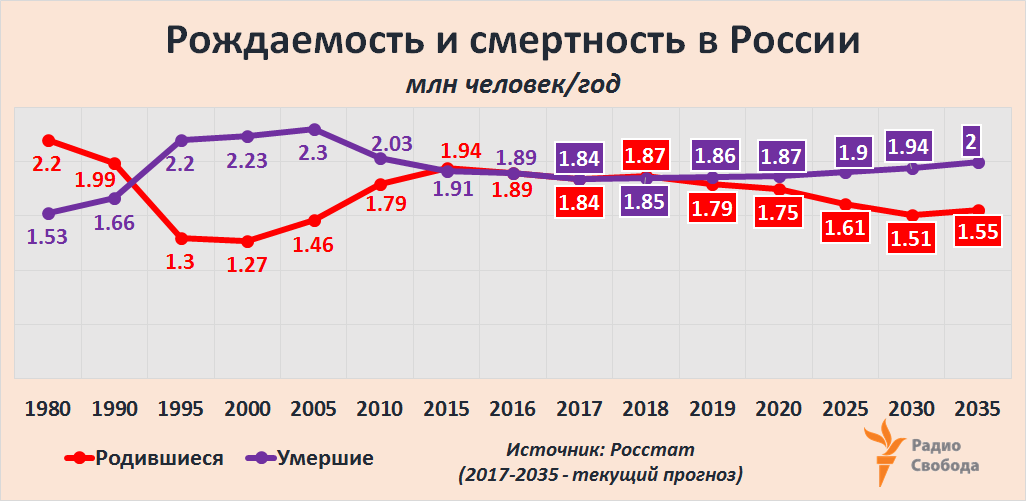 Рождаемость и смертность в России
млн человек/год
2.2 1.99 1.3 1.27 1.46 1.79 1.94 1.89 1.84 1.87 1.79 1.75 1.61 1.51 1.55
1.53 1.66 2.2 2.23 2.3 2.03 1.91 1.89 1.84 1.85 1.86 1.87 1.9 1.94 2
1980 1990 1995 2000 2005 2010 2015 2016 2017 2018 2019 2020 2025 2030 2035
Родившиеся Умершие
Источник: Росстат
(2017-2035 - текущий прогноз)
Радио
Свобода